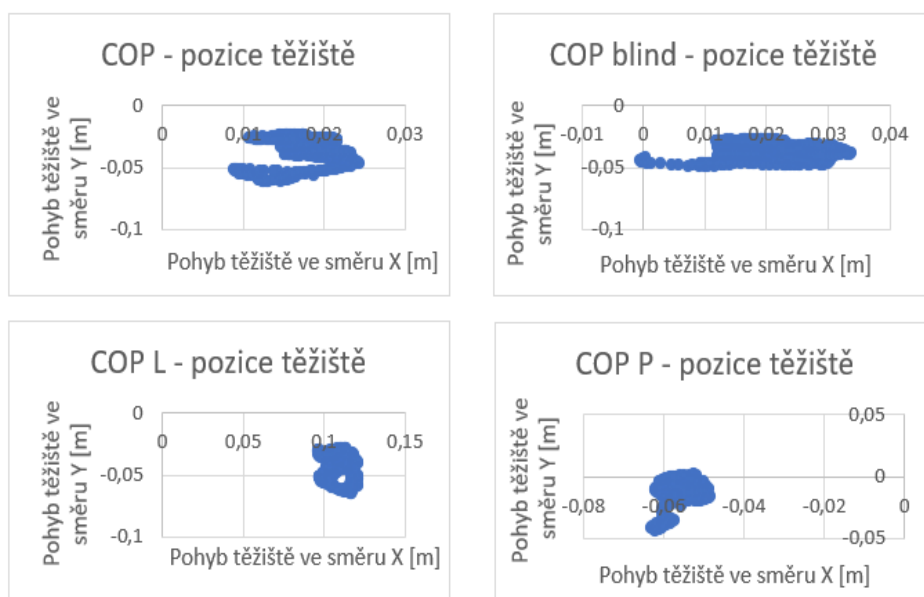 COP - pozice těžiště
Pohyb těžiště ve
směru Y [m]
0
0 0,01 0,02 0,03
-0,05
-0,1
Pohyb těžiště ve směru X [m]
COP blind - pozice těžiště
Pohyb těžiště ve
směru Y [m]
0
-0,01 0 0,01 0,02 0,03 0,04
-0,05
-0,1
Pohyb těžiště ve směru X [m]
COP L - pozice těžiště
Pohyb těžiště ve
směru Y [m]
0
0 0,05 0,1 0,15
-0,05
-0,1
Pohyb těžiště ve směru X [m]
COP P - pozice těžiště
Pohyb těžiště ve
směru Y [m]
0,05
0
-0,08 -0,06 -0,04 -0,02 0
-0,05
Pohyb těžiště ve směru X [m]